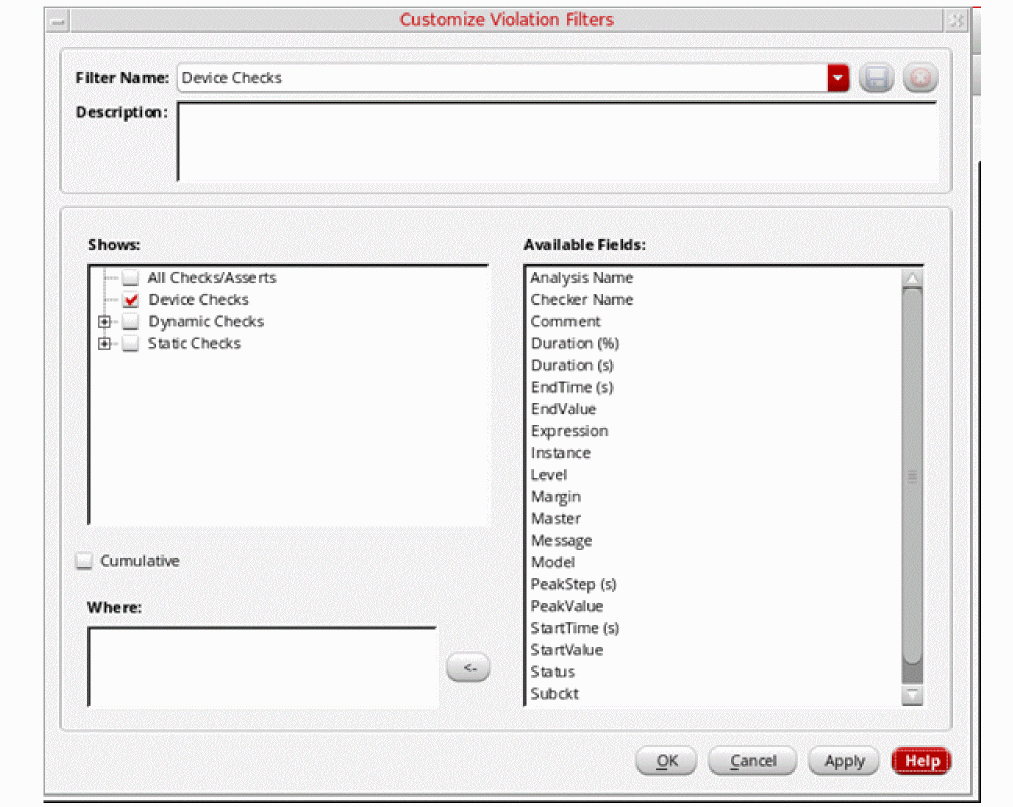 Customize Violation Filters
Filter Name: Device Checks
Description:
Shows:
All Checks/Asserts
Device Checks
Dynamic Checks
Static Checks
Cumulative
Where:
<-
Available Fields:
Analysis Name
Checker Name
Comment
Duration (%)
Duration (s)
EndTime (s)
EndValue
Expression
Instance
Level
Margin
Master
Message
Model
PeakStep (s)
PeakValue
StartTime (s)
StartValue
Status
Subckt
OK Cancel Apply Help